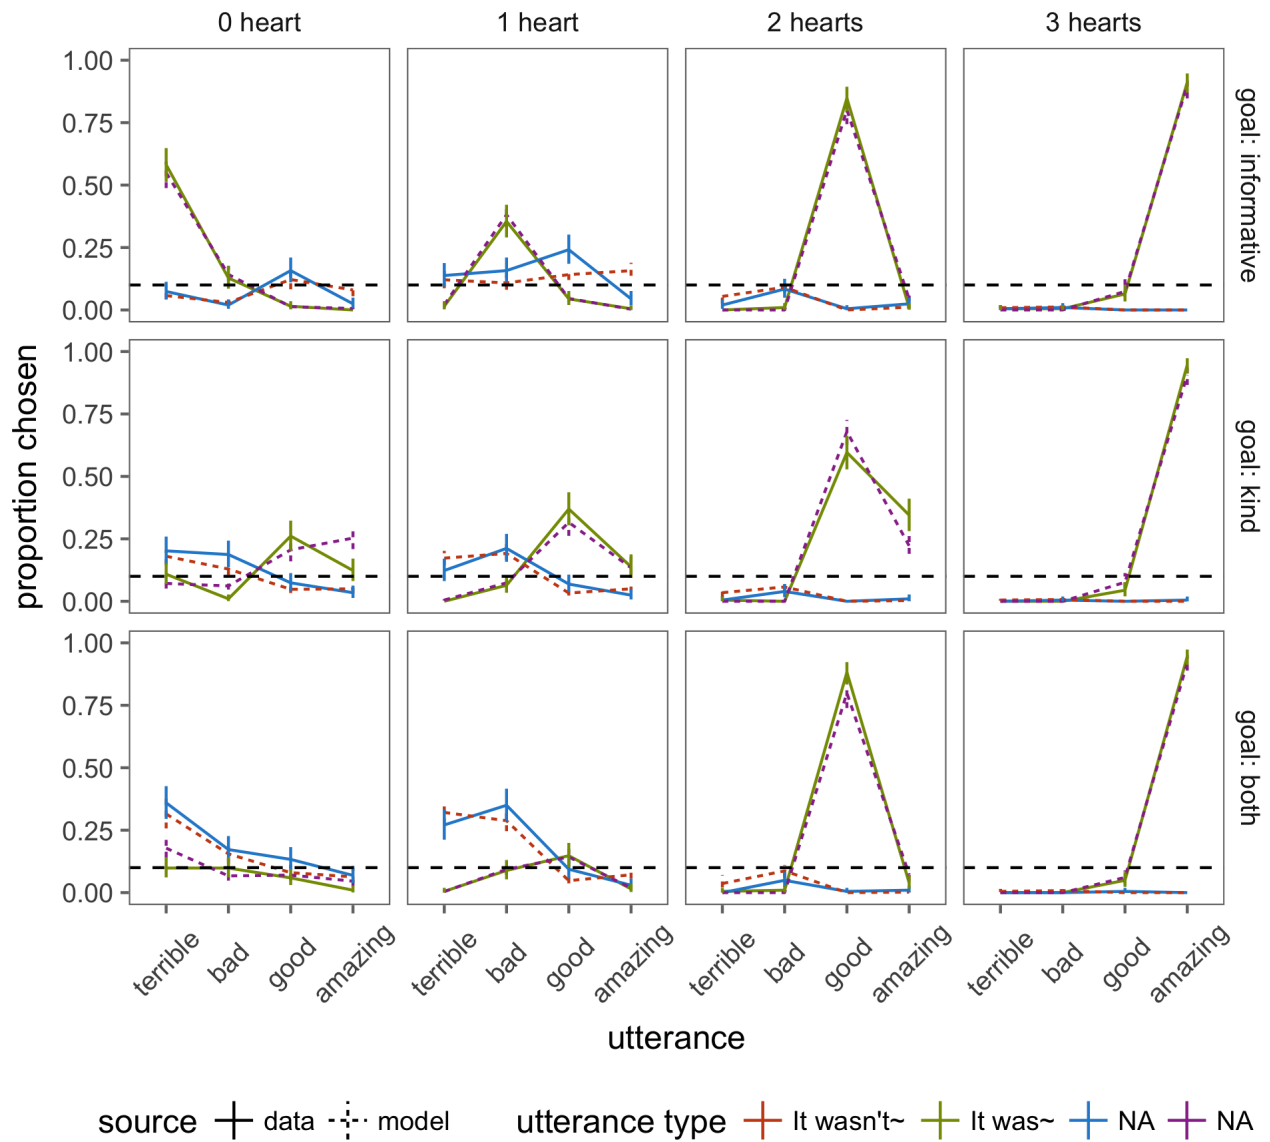 0 heart 1 heart 2 hearts 3 hearts
1.00
0.75
0.50
0.25
0.00
goal: informative
1.00
0.75
0.50
0.25
0.00
goal: kind
proportion chosen
1.00
0.75
0.50
0.25
0.00
goal: both
terrible bad good amazing terrible bad good amazing terrible bad good amazing terrible bad good amazing
utterance
source data model utterance type It wasn't~ It was~ NA NA